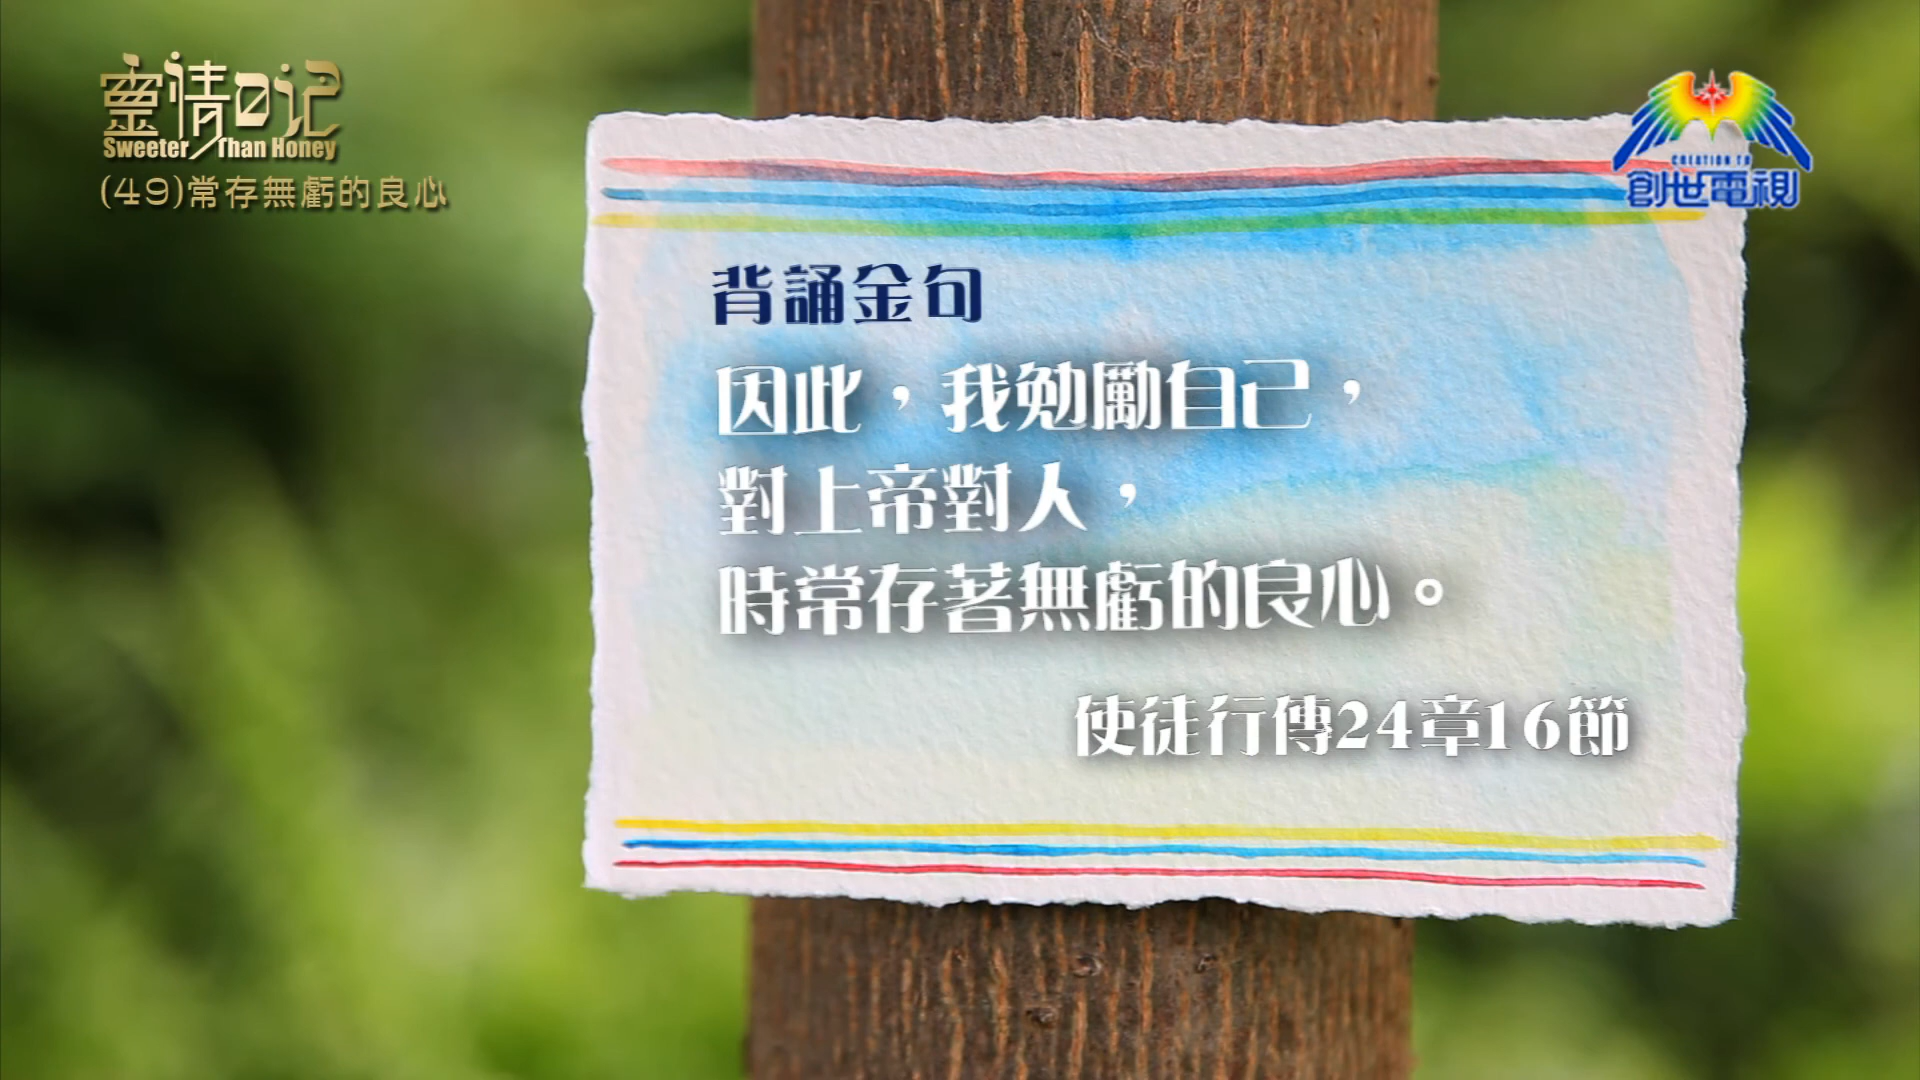 靈情日记
Sweeter Than Honey
(49)常存無虧的良心
CREATION TV
創世電視
背誦金句
因此，我勉勵自己，
對上帝對人，
時常存著無虧的良心。
使徒行傳24章16節